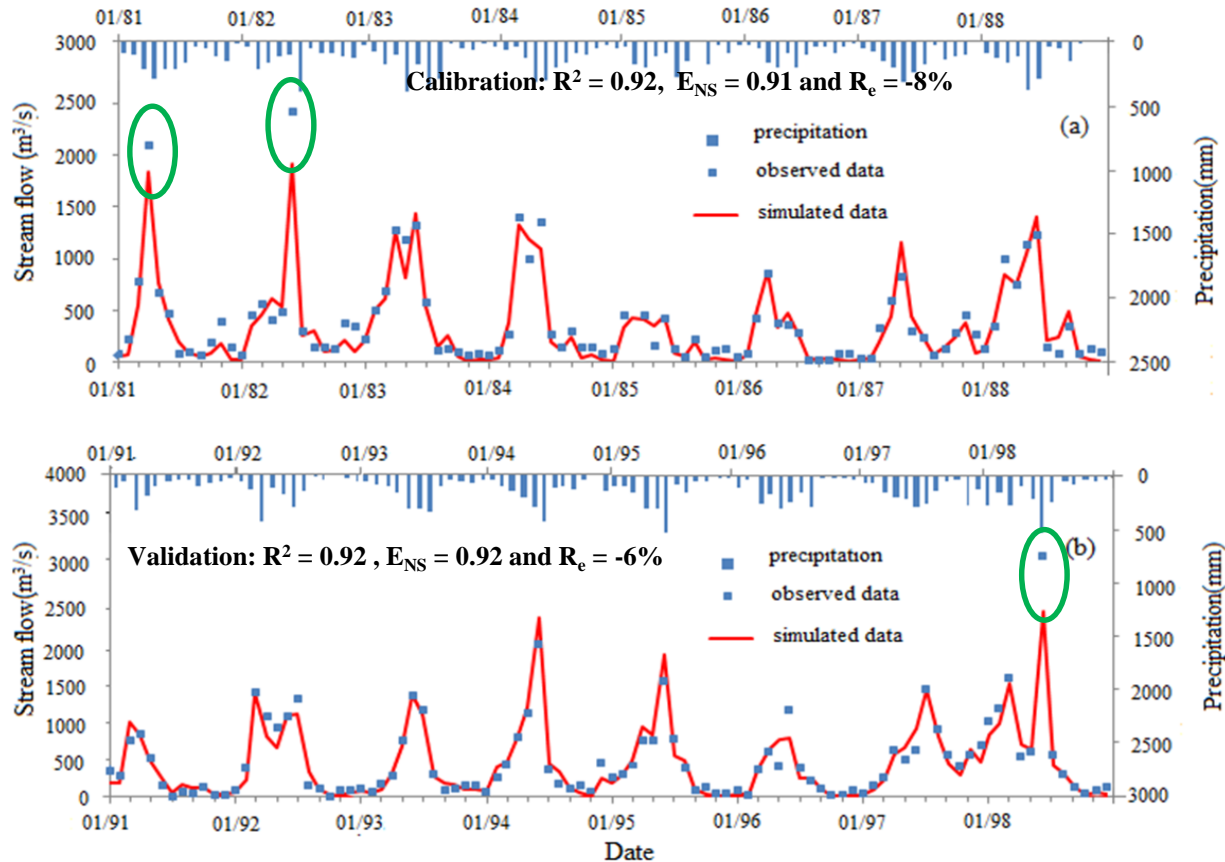 01/81 01/82 01/83 01/84 01/85 01/86 01/87 01/88
3000 0
Calibration: R² = 0.92, E_NS = 0.91 and R_e = -8%
2500 500
(a)
precipitation
2000 1000
observed data
1500 1500
simulated data
1000 2000
500
0 2500
Stream flow (m³/s)
Precipitation(mm)
01/81 01/82 01/83 01/84 01/85 01/86 01/87 01/88
01/91 01/92 01/93 01/94 01/95 01/96 01/97 01/98
4000 0
3500 500
Validation: R² = 0.92 , E_NS = 0.92 and R_e = -6%
(b)
precipitation
3000 1000
observed data
2500
simulated data
2000 1500
1500 2000
1000
500 2500
0 3000
Stream flow(m³/s)
Precipitation(mm)
01/91 01/92 01/93 01/94 01/95 01/96 01/97 01/98
Date